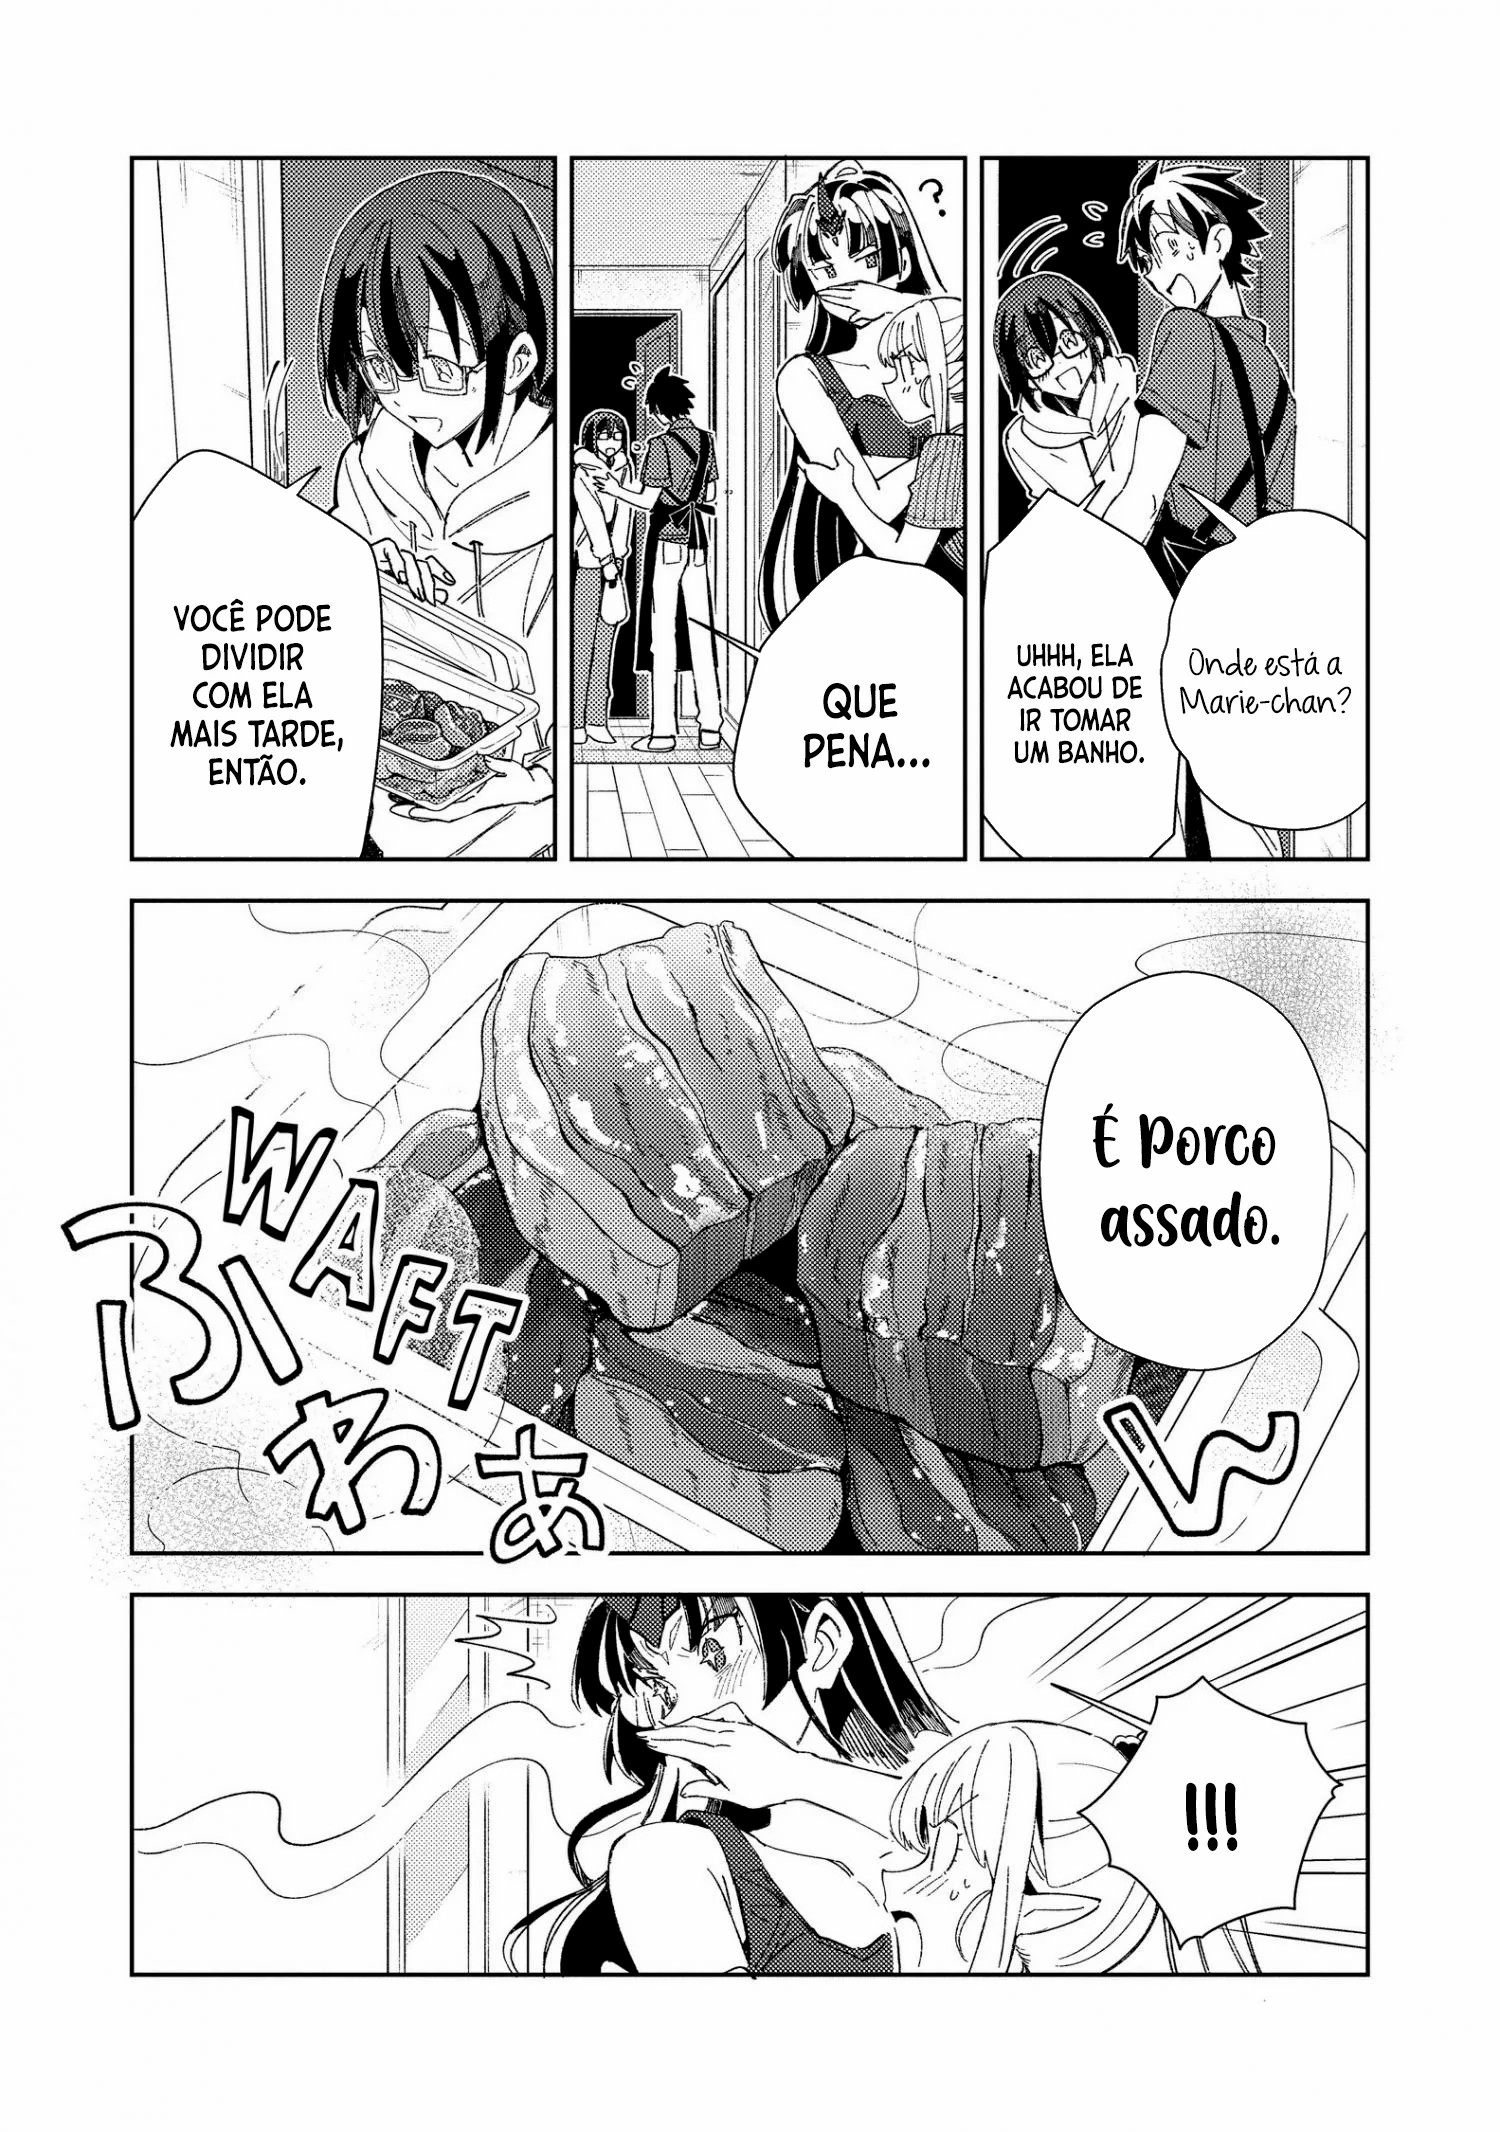 Onde está a
Marie-chan?
UHHH, ELA
ACABOU DE
IR TOMAR
UM BANHO.
?
QUE
PENA...
VOCÊ PODE
DIVIDIR
COM ELA
MAIS TARDE,
ENTÃO.
É Porco
assado.
WAFT
ふわぁん
!!!